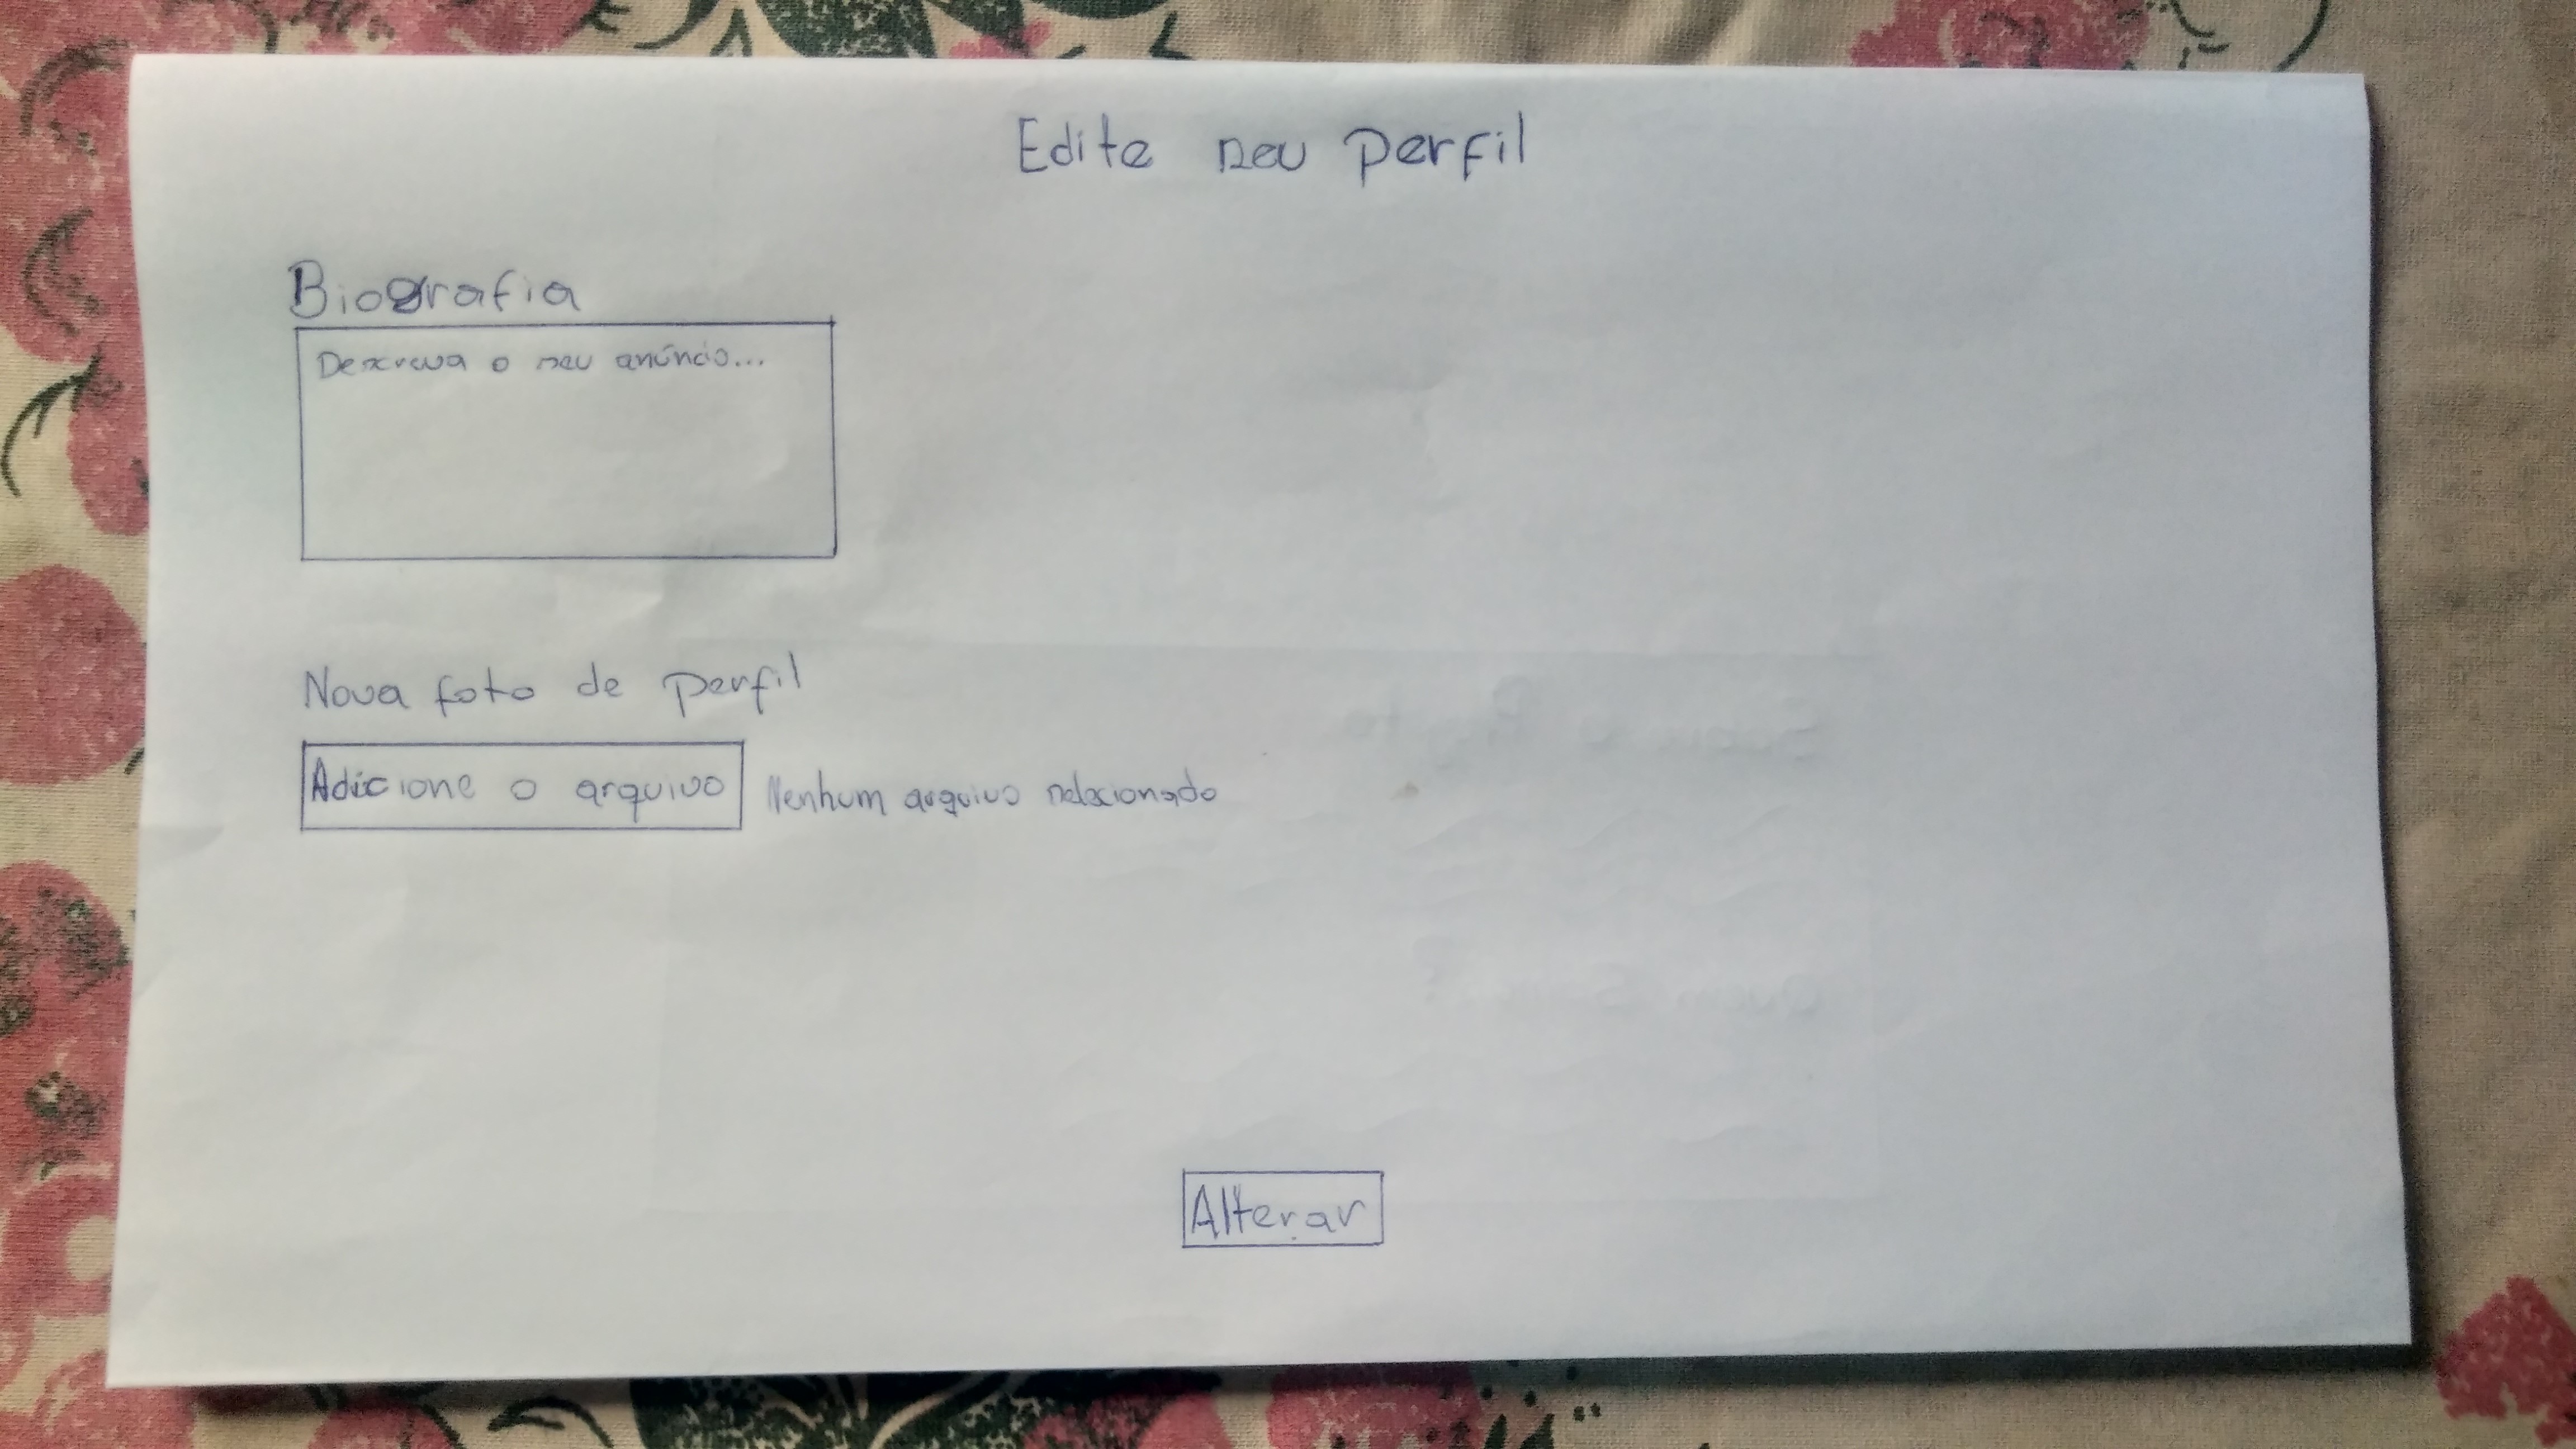 Edite seu perfil
Biografia
Descreva o seu anúncio...
Nova foto de perfil
Adicione o arquivo Nenhum arquivo selecionado
Alterar